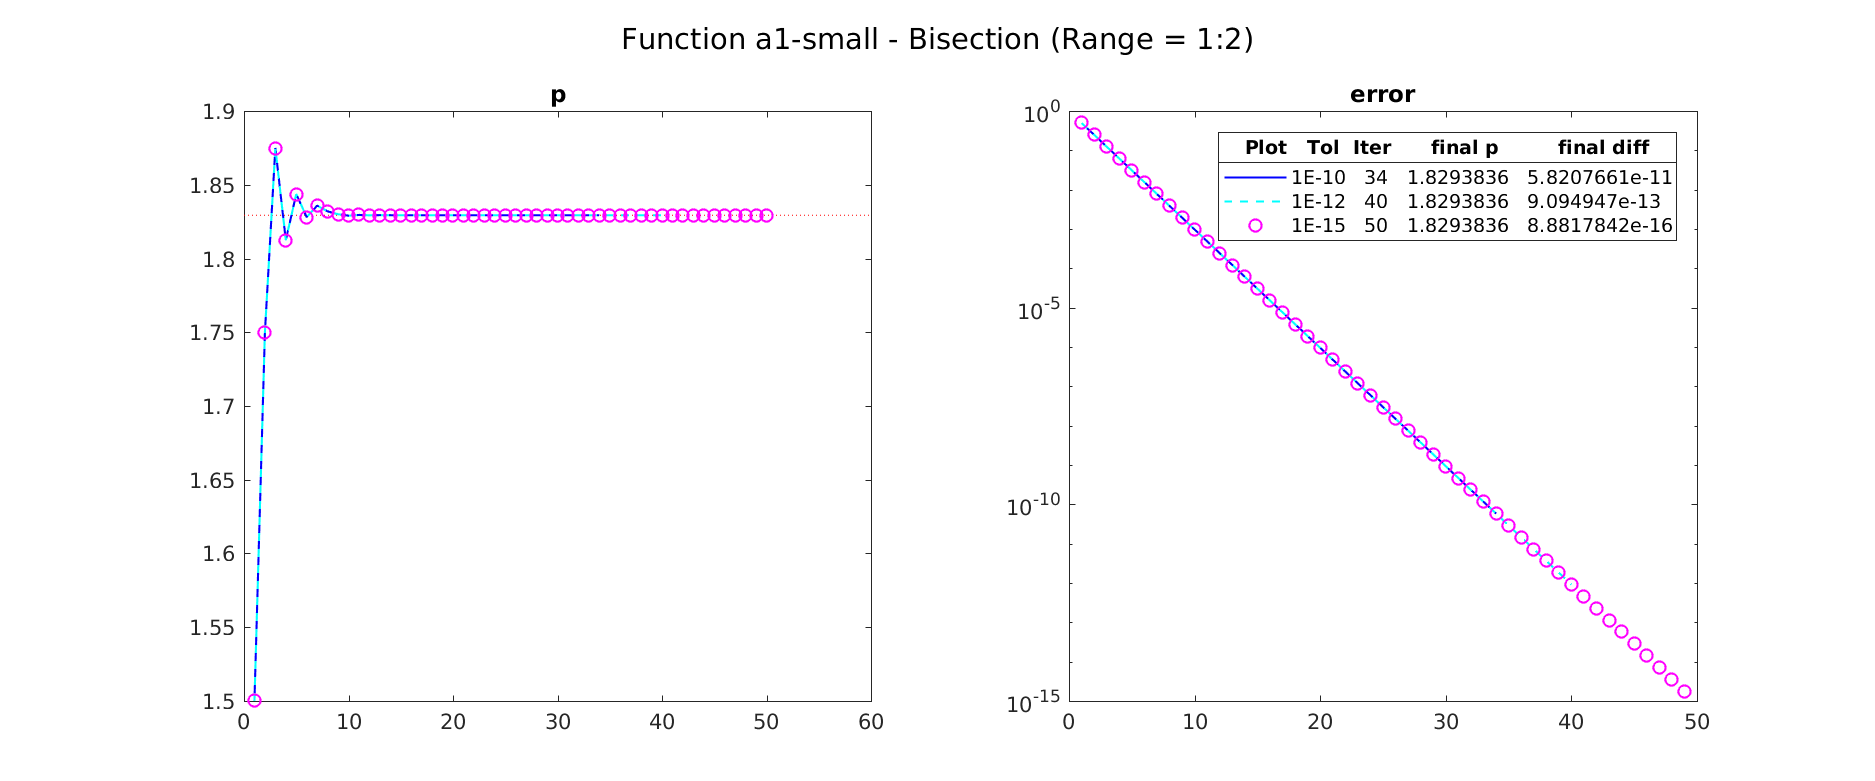 Function a1-small - Bisection (Range = 1:2)
p
1.9
1.85
1.8
1.75
1.7
1.65
1.6
1.55
1.5
0 10 20 30 40 50 60
error
10^0
10^-5
10^-10
10^-15
0 10 20 30 40 50
Plot Tol Iter final p final diff
1E-10 34 1.8293836 5.8207661e-11
1E-12 40 1.8293836 9.094947e-13
1E-15 50 1.8293836 8.8817842e-16